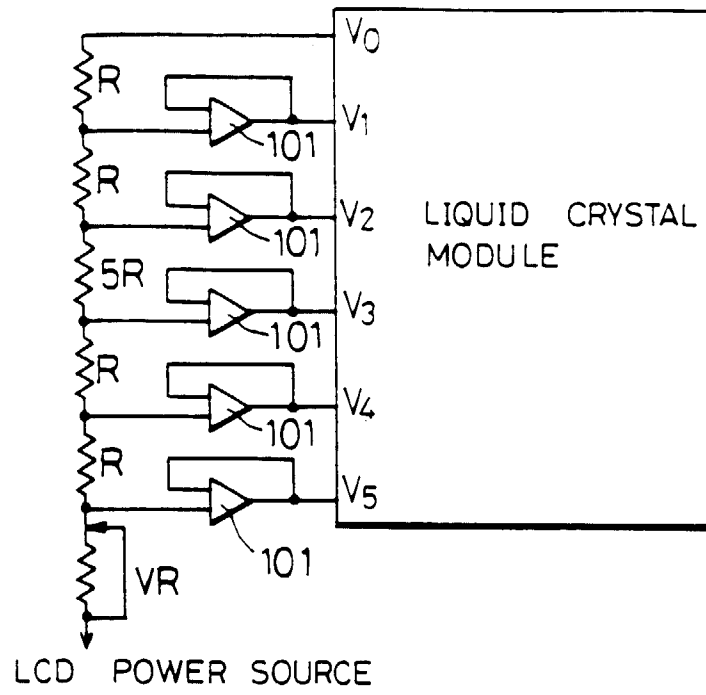 V0
R
V1
101
R
V2
101
LIQUID CRYSTAL
MODULE
5R
V3
101
R
V4
101
R
V5
101
VR
LCD POWER SOURCE